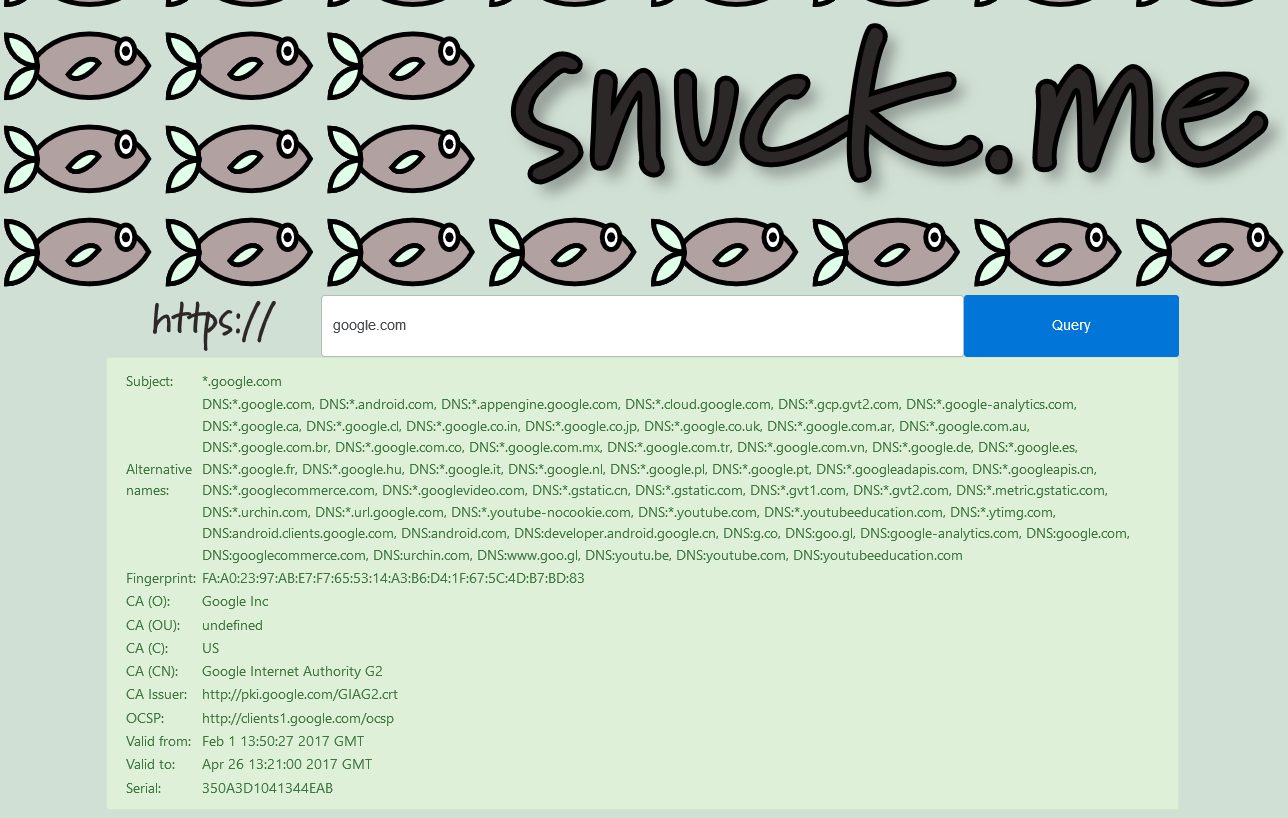 snuck.me
https://
google.com
Query
Subject: *.google.com
DNS:*.google.com, DNS:*.android.com, DNS:*.appengine.google.com, DNS:*.cloud.google.com, DNS:*.gcp.gvt2.com, DNS:*.google-analytics.com,
DNS:*.google.ca, DNS:*.google.cl, DNS:*.google.co.in, DNS:*.google.co.jp, DNS:*.google.co.uk, DNS:*.google.com.ar, DNS:*.google.com.au,
DNS:*.google.com.br, DNS:*.google.com.co, DNS:*.google.com.mx, DNS:*.google.com.tr, DNS:*.google.com.vn, DNS:*.google.de, DNS:*.google.es,
Alternative DNS:*.google.fr, DNS:*.google.hu, DNS:*.google.it, DNS:*.google.nl, DNS:*.google.pl, DNS:*.google.pt, DNS:*.googleadapis.com, DNS:*.googleapis.cn,
names: DNS:*.googlecommerce.com, DNS:*.googlevideo.com, DNS:*.gstatic.cn, DNS:*.gstatic.com, DNS:*.gvt1.com, DNS:*.gvt2.com, DNS:*.metric.gstatic.com,
DNS:*.urchin.com, DNS:*.url.google.com, DNS:*.youtube-nocookie.com, DNS:*.youtube.com, DNS:*.youtubeeducation.com, DNS:*.ytimg.com,
DNS:android.clients.google.com, DNS:android.com, DNS:developer.android.google.cn, DNS:g.co, DNS:goo.gl, DNS:google-analytics.com, DNS:google.com,
DNS:googlecommerce.com, DNS:urchin.com, DNS:www.goo.gl, DNS:youtu.be, DNS:youtube.com, DNS:youtubeeducation.com
Fingerprint: FA:A0:23:97:AB:E7:F7:65:53:14:A3:B6:D4:1F:67:5C:4D:B7:BD:83
CA (O): Google Inc
CA (OU): undefined
CA (C): US
CA (CN): Google Internet Authority G2
CA Issuer: http://pki.google.com/GIAG2.crt
OCSP: http://clients1.google.com/ocsp
Valid from: Feb 1 13:50:27 2017 GMT
Valid to: Apr 26 13:21:00 2017 GMT
Serial: 350A3D1041344EAB